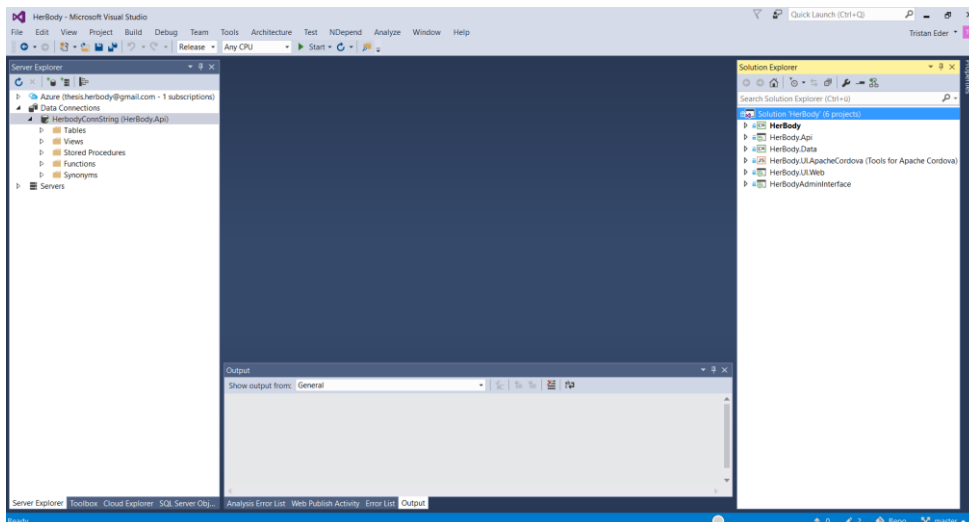 HerBody - Microsoft Visual Studio
Quick Launch (Ctrl+Q)
File Edit View Project Build Debug Team Tools Architecture Test NDepend Analyze Window Help
Tristan Eder
Release Any CPU Start
Server Explorer
Azure (thesis.herbody@gmail.com - 1 subscriptions)
Data Connections
HerbodyConnString (HerBody.Api)
Tables
Views
Stored Procedures
Functions
Synonyms
Servers
Output
Show output from: General
Solution Explorer
Search Solution Explorer (Ctrl+ü)
Solution 'HerBody' (6 projects)
HerBody
HerBody.Api
HerBody.Data
HerBody.UI.ApacheCordova (Tools for Apache Cordova)
HerBody.UI.Web
HerBodyAdminInterface
Properties
Server Explorer Toolbox Cloud Explorer SQL Server Obj... Analysis Error List Web Publish Activity Error List Output
Ready
0 1 Repo master